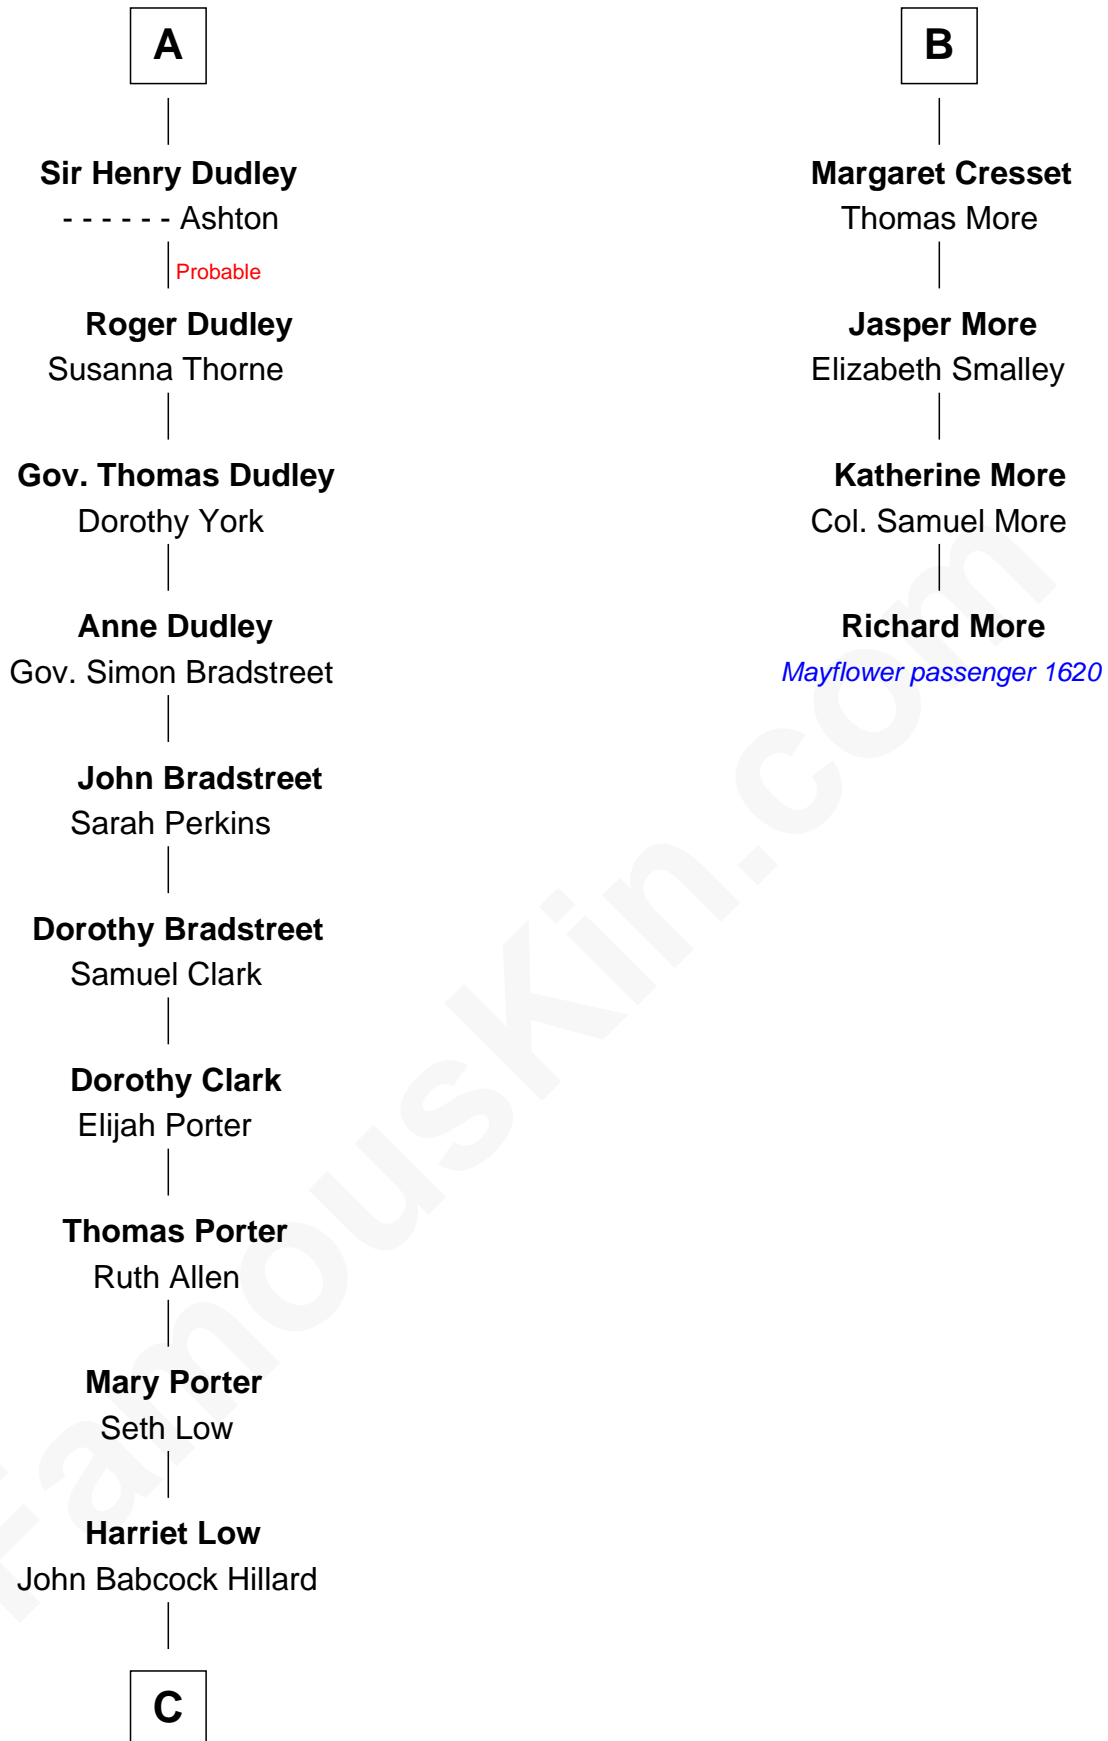 A
Sir Henry Dudley
- - - - - - Ashton
Probable
Roger Dudley
Susanna Thorne
Gov. Thomas Dudley
Dorothy York
Anne Dudley
Gov. Simon Bradstreet
John Bradstreet
Sarah Perkins
Dorothy Bradstreet
Samuel Clark
Dorothy Clark
Elijah Porter
Thomas Porter
Ruth Allen
Mary Porter
Seth Low
Harriet Low
John Babcock Hillard
C
B
Margaret Cresset
Thomas More
Jasper More
Elizabeth Smalley
Katherine More
Col. Samuel More
Richard More
Mayflower passenger 1620
FamousKin.com